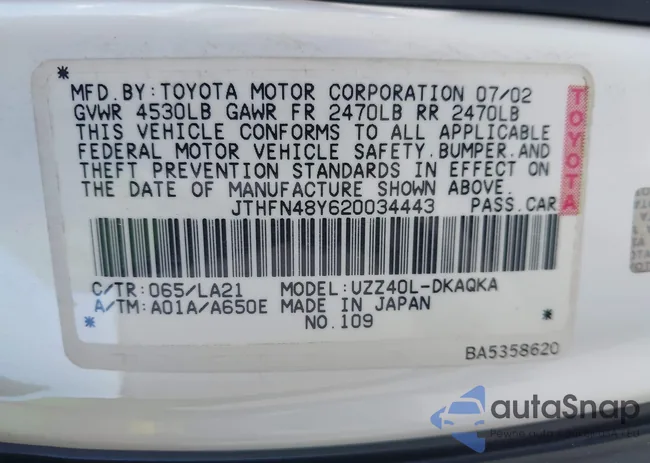 MFD.BY:TOYOTA MOTOR CORPORATION 07/02
GVWR 4530LB GAWR FR 2470LB RR 2470LB
THIS VEHICLE CONFORMS TO ALL APPLICABLE
FEDERAL MOTOR VEHICLE SAFETY.BUMPER.AND
THEFT PREVENTION STANDARDS IN EFFECT ON
THE DATE OF MANUFACTURE SHOWN ABOVE.
JTHFN48Y620034443 PASS.CAR
TOYOTA
C/TR:065/LA21 MODEL:UZZ40L-DKAQKA
A/TM:A01A/A650E MADE IN JAPAN
NO.109
BA5358620
autaSnap